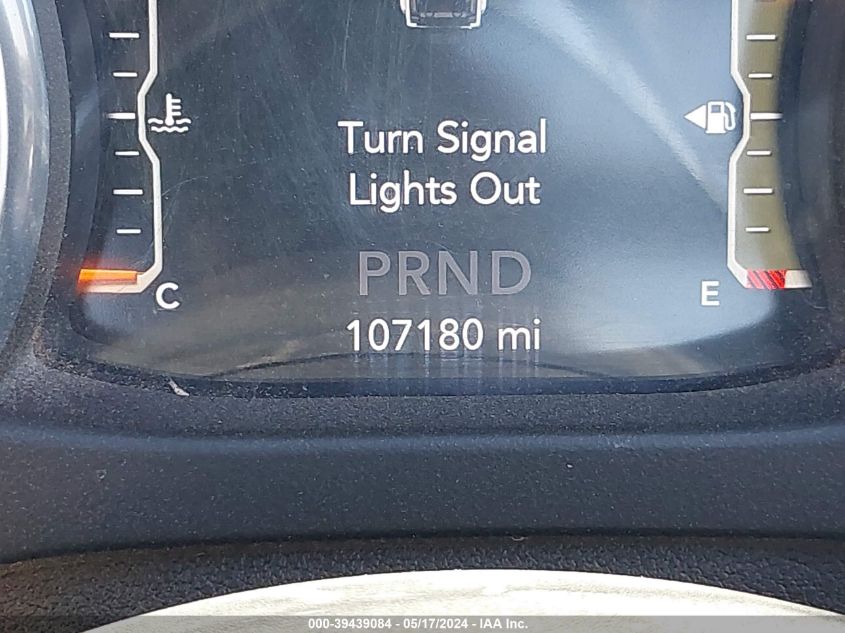 Turn Signal
Lights Out
PRND
C E
107180 mi
000-39439084 - 05/17/2024 - IAA Inc.